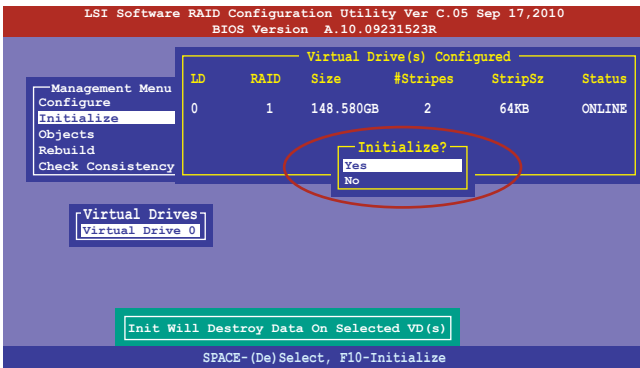 LSI Software RAID Configuration Utility Ver C.05 Sep 17,2010
BIOS Version A.10.09231523R
Virtual Drive(s) Configured
LD RAID Size #Stripes StripSz Status
0 1 148.580GB 2 64KB ONLINE
Management Menu
Configure
Initialize
Objects
Rebuild
Check Consistency
Initialize?
Yes
No
Virtual Drives
Virtual Drive 0
Init Will Destroy Data On Selected VD(s)
SPACE-(De)Select, F10-Initialize